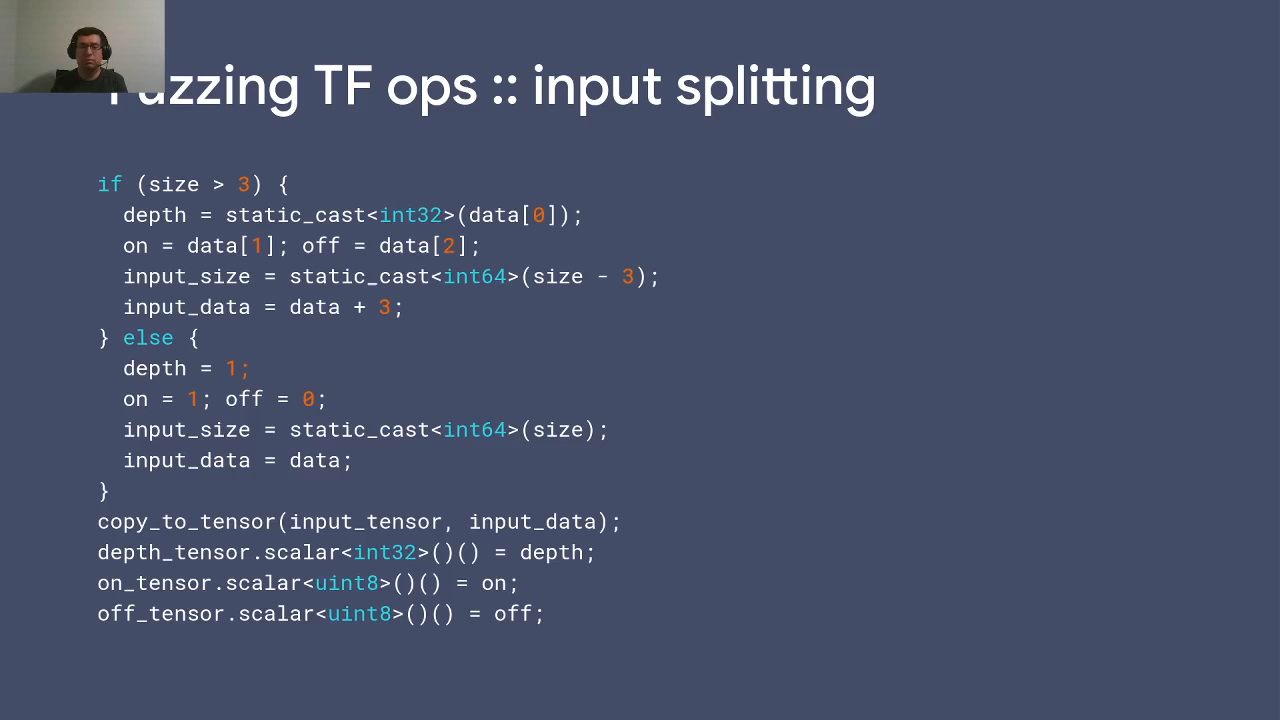 Fuzzing TF ops :: input splitting
if (size > 3) {
depth = static_cast<int32>(data[0]);
on = data[1]; off = data[2];
input_size = static_cast<int64>(size - 3);
input_data = data + 3;
} else {
depth = 1;
on = 1; off = 0;
input_size = static_cast<int64>(size);
input_data = data;
}
copy_to_tensor(input_tensor, input_data);
depth_tensor.scalar<int32>()() = depth;
on_tensor.scalar<uint8>()() = on;
off_tensor.scalar<uint8>()() = off;